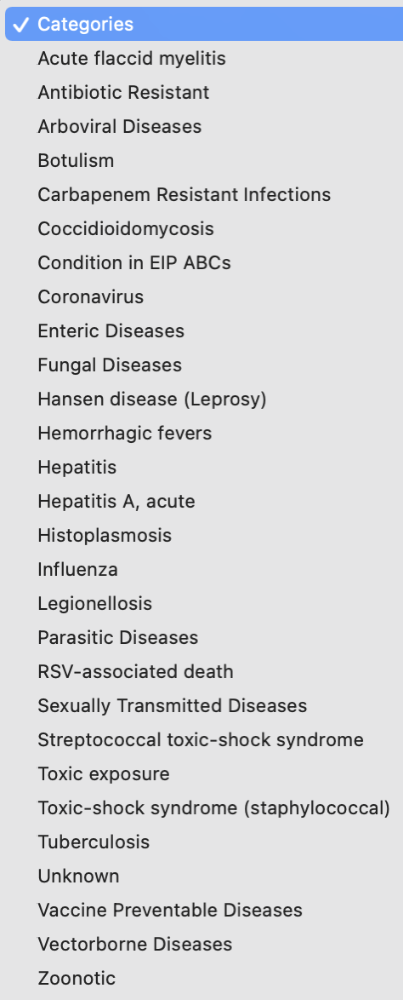 Categories
Acute flaccid myelitis
Antibiotic Resistant
Arboviral Diseases
Botulism
Carbapenem Resistant Infections
Coccidioidomycosis
Condition in EIP ABCs
Coronavirus
Enteric Diseases
Fungal Diseases
Hansen disease (Leprosy)
Hemorrhagic fevers
Hepatitis
Hepatitis A, acute
Histoplasmosis
Influenza
Legionellosis
Parasitic Diseases
RSV-associated death
Sexually Transmitted Diseases
Streptococcal toxic-shock syndrome
Toxic exposure
Toxic-shock syndrome (staphylococcal)
Tuberculosis
Unknown
Vaccine Preventable Diseases
Vectorborne Diseases
Zoonotic